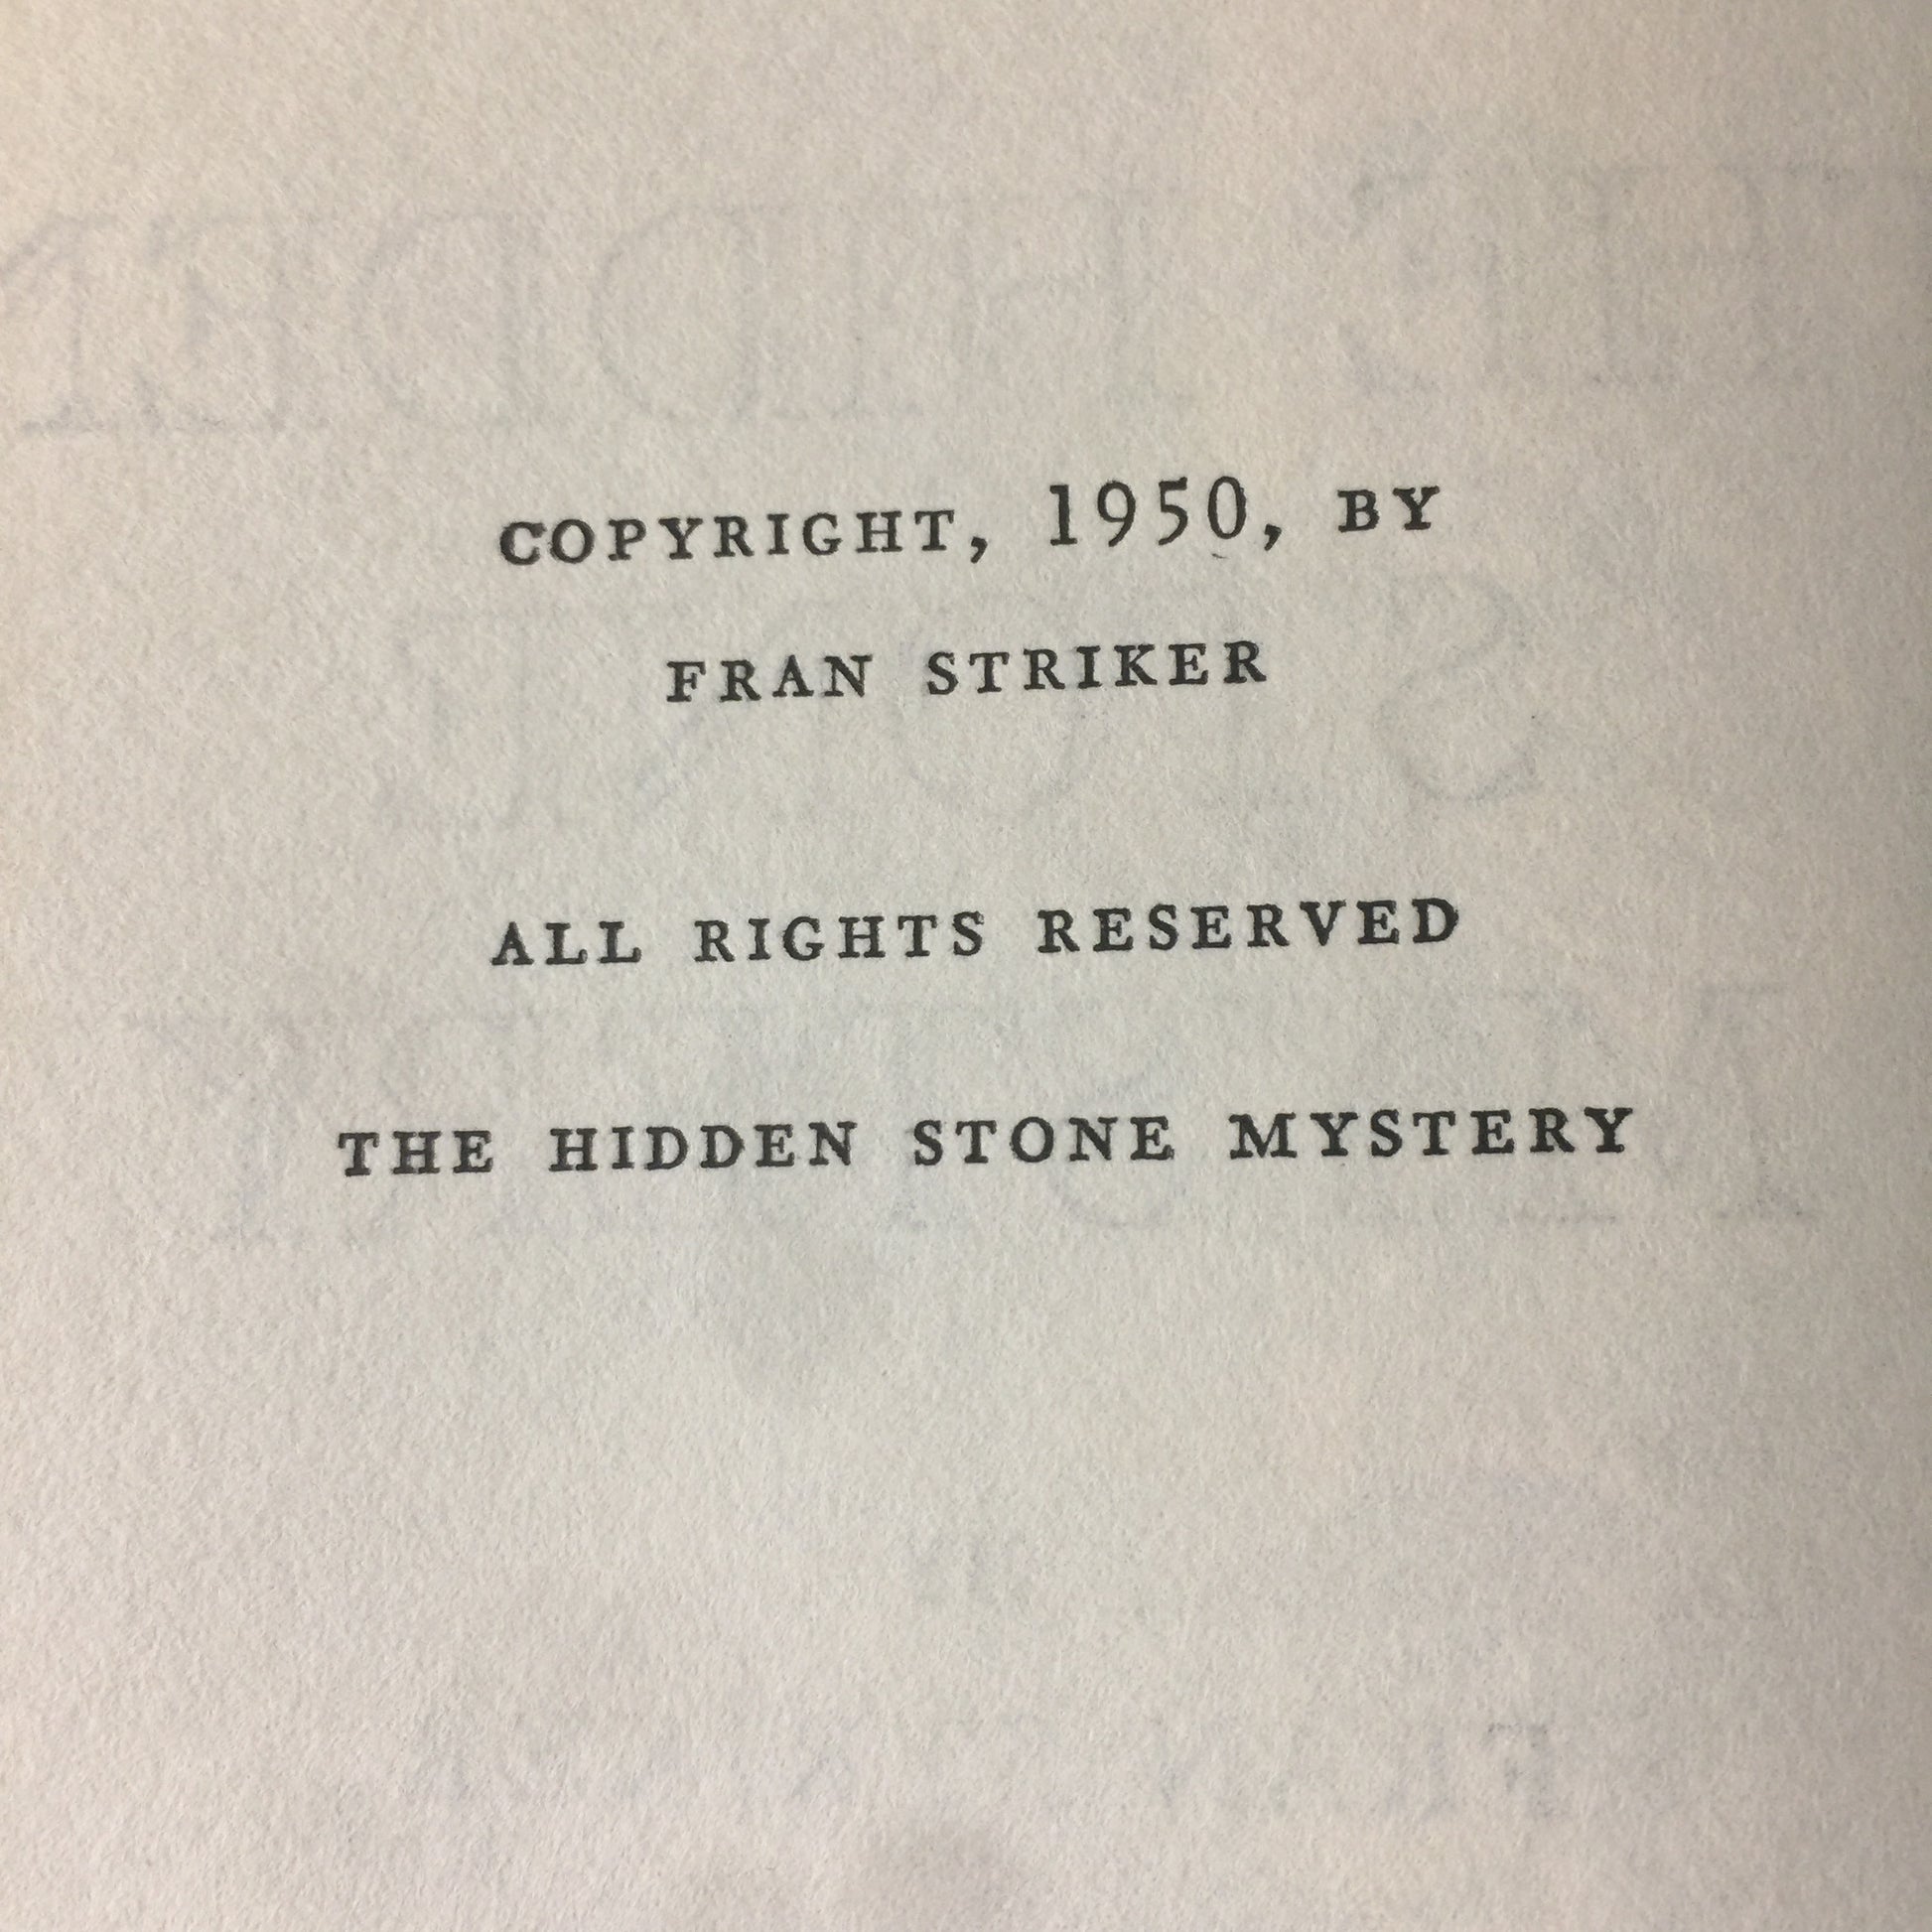 COPYRIGHT, 1950, BY
FRAN STRIKER
ALL RIGHTS RESERVED
THE HIDDEN STONE MYSTERY